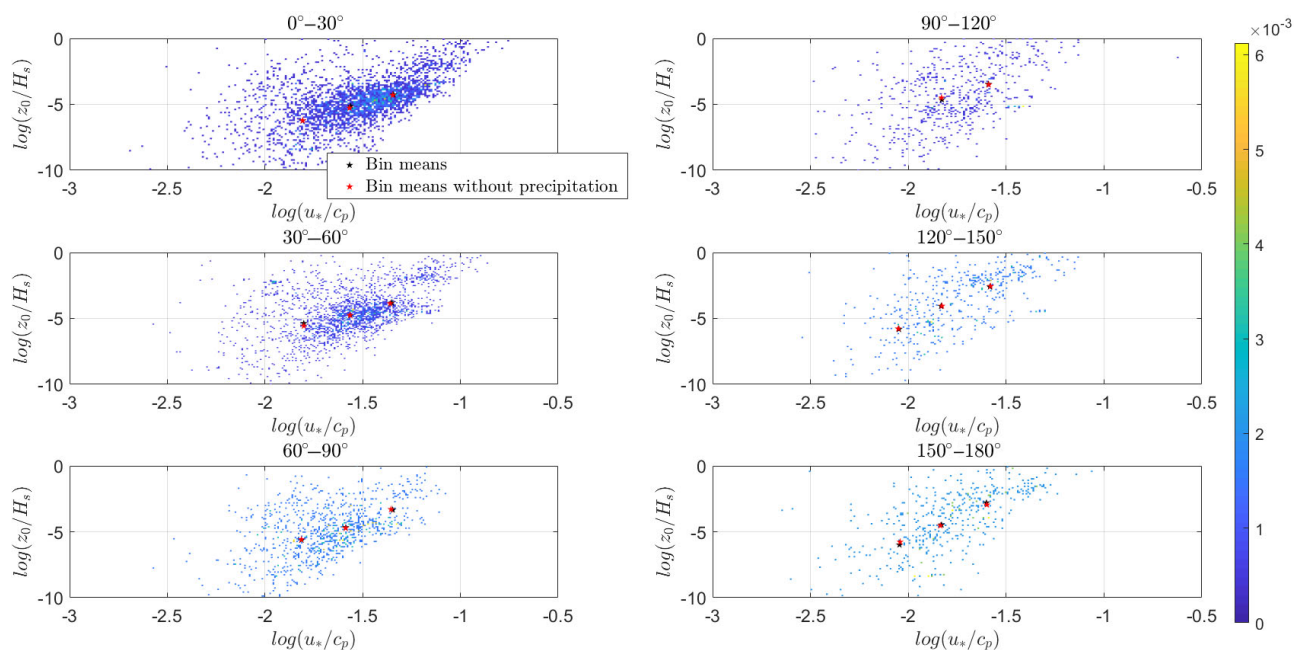 0°–30°
0
-5
-10
log(z₀/Hₛ)
-3 -2.5 -2 -1.5 -1 -0.5
log(u*/cₚ)
Bin means
Bin means without precipitation
30°–60°
0
-5
-10
log(z₀/Hₛ)
-3 -2.5 -2 -1.5 -1 -0.5
log(u*/cₚ)
60°–90°
0
-5
-10
log(z₀/Hₛ)
-3 -2.5 -2 -1.5 -1 -0.5
log(u*/cₚ)
90°–120°
0
-5
-10
log(z₀/Hₛ)
-3 -2.5 -2 -1.5 -1 -0.5
log(u*/cₚ)
120°–150°
0
-5
-10
log(z₀/Hₛ)
-3 -2.5 -2 -1.5 -1 -0.5
log(u*/cₚ)
150°–180°
0
-5
-10
log(z₀/Hₛ)
-3 -2.5 -2 -1.5 -1 -0.5
log(u*/cₚ)
×10⁻³
6
5
4
3
2
1
0